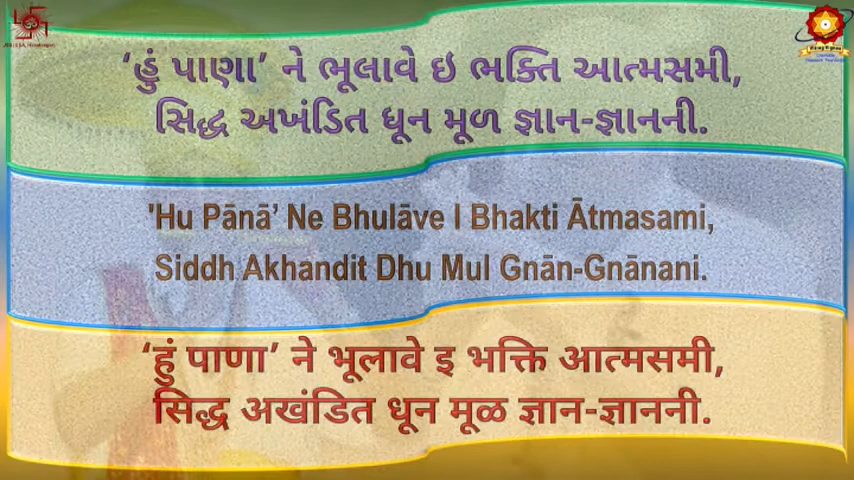 ‘હું પાણા’ ને ભૂલાવે ઇ ભક્તિ આત્મસમી,
સિદ્ધ અખંડિત ધૂન મૂળ જ્ઞાન-જ્ઞાનની.
'Hu Pānā’ Ne Bhulāve I Bhakti Ātmasami,
Siddh Akhandit Dhu Mul Gnān-Gnānani.
‘हुं पाणा’ ने भूलावे इ भक्ति आत्मसमी,
सिद्ध अखंडित धून मूळ ज्ञान-ज्ञाननी.